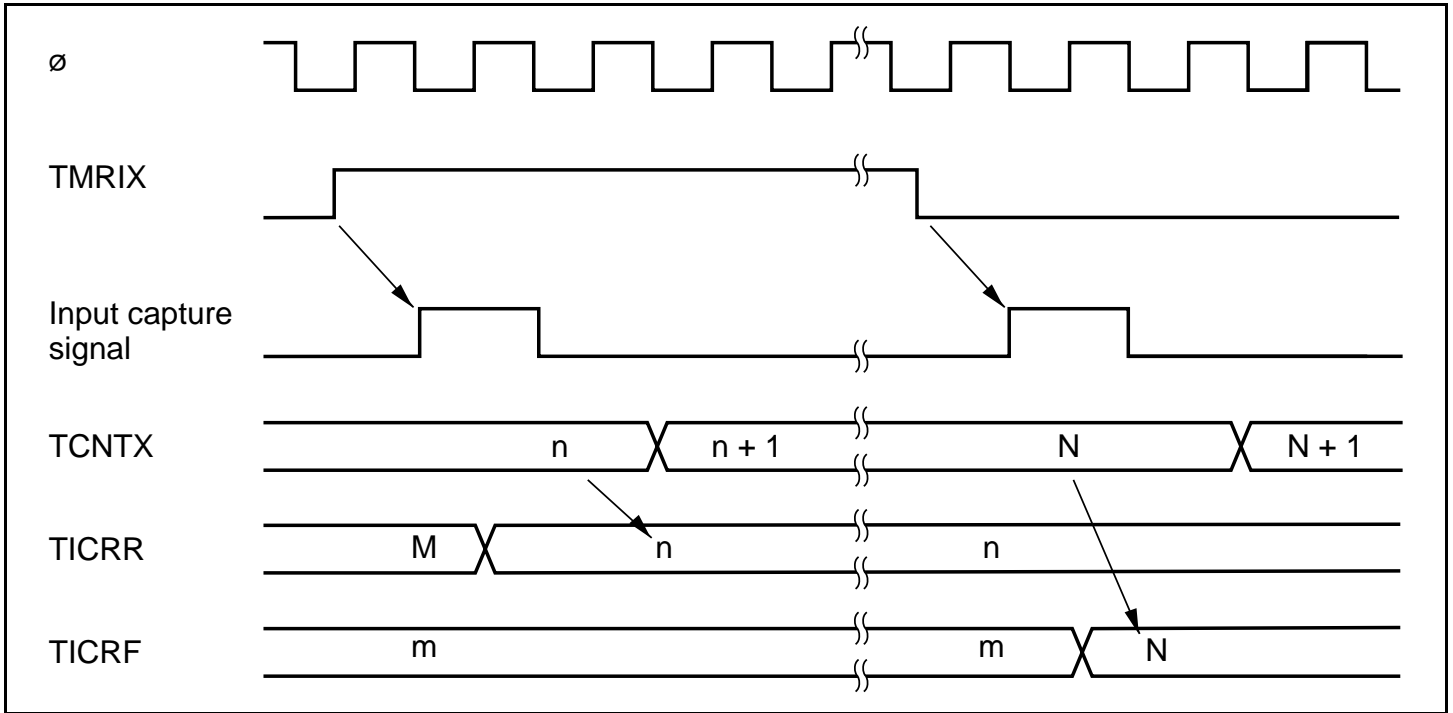 ø
TMRIX
Input capture
signal
TCNTX n n + 1 N N + 1
TICRR M n n
TICRF m m N